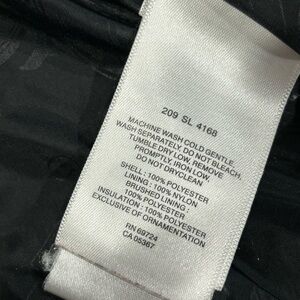 209 SL 4168
MACHINE WASH COLD GENTLE.
WASH SEPARATELY. DO NOT BLEACH.
TUMBLE DRY LOW. REMOVE
PROMPTLY, IRON LOW.
DO NOT DRYCLEAN
SHELL: 100% POLYESTER
LINING: 100% NYLON
BRUSHED LINING:
100% POLYESTER
INSULATION: 100% POLYESTER
EXCLUSIVE OF ORNAMENTATION
RN 69724
CA 05367